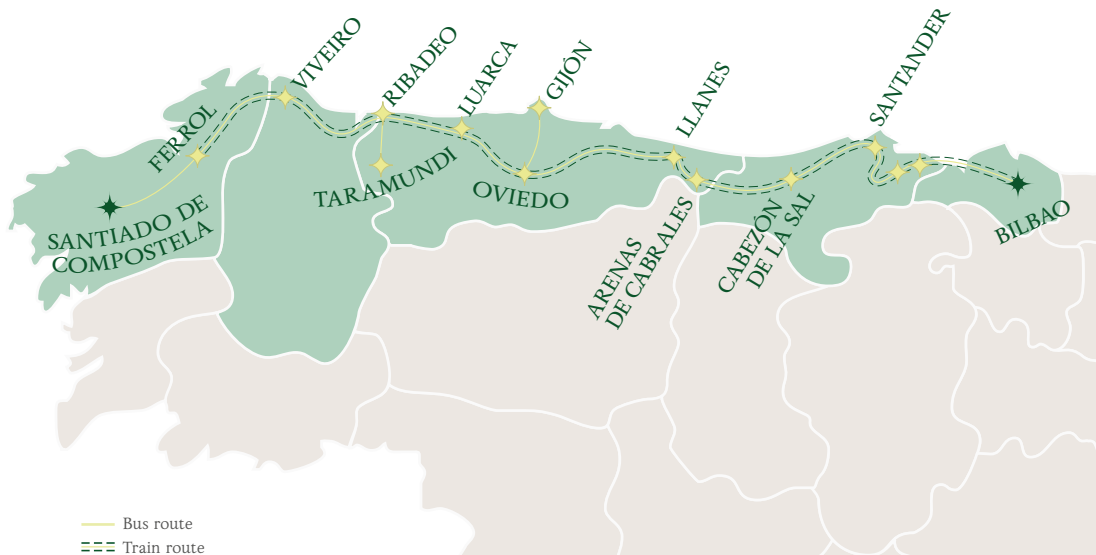 VIVEIRO
RIBADEO
LUARCA
GIJÓN
LLANES
SANTANDER
FERROL
TARAMUNDI
OVIEDO
SANTIADO DE
COMPOSTELA
ARENAS
DE CABRALES
CABEZÓN
DE LA SAL
BILBAO
Bus route
Train route